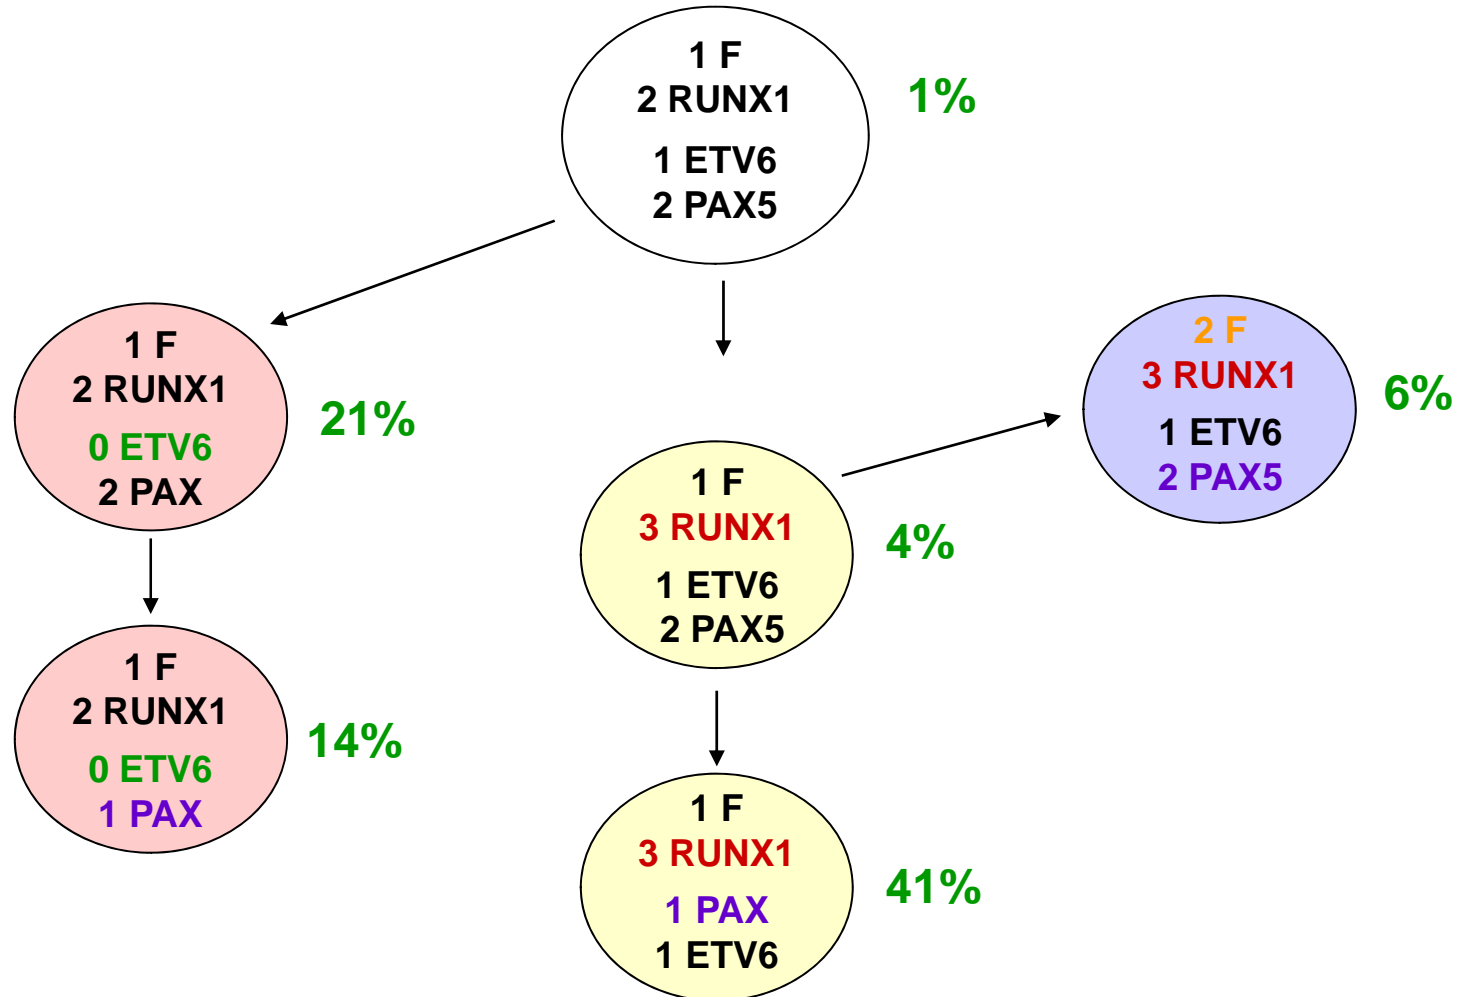 1 F
2 RUNX1
1 ETV6
2 PAX5
1%
1 F
2 RUNX1
0 ETV6
2 PAX
21%
1 F
2 RUNX1
0 ETV6
1 PAX
14%
1 F
3 RUNX1
1 ETV6
2 PAX5
4%
1 F
3 RUNX1
1 PAX
1 ETV6
41%
2 F
3 RUNX1
1 ETV6
2 PAX5
6%